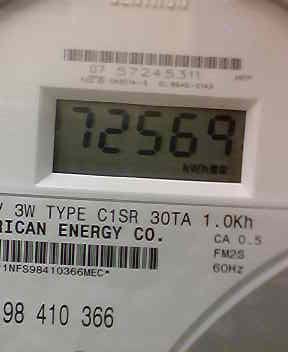 07 57245311
72569
kWh
3W TYPE C1SR 30TA 1.0Kh
RICAN ENERGY CO.
CA 0.5
FM2S
60Hz
1NFS98410366MEC*
98 410 366